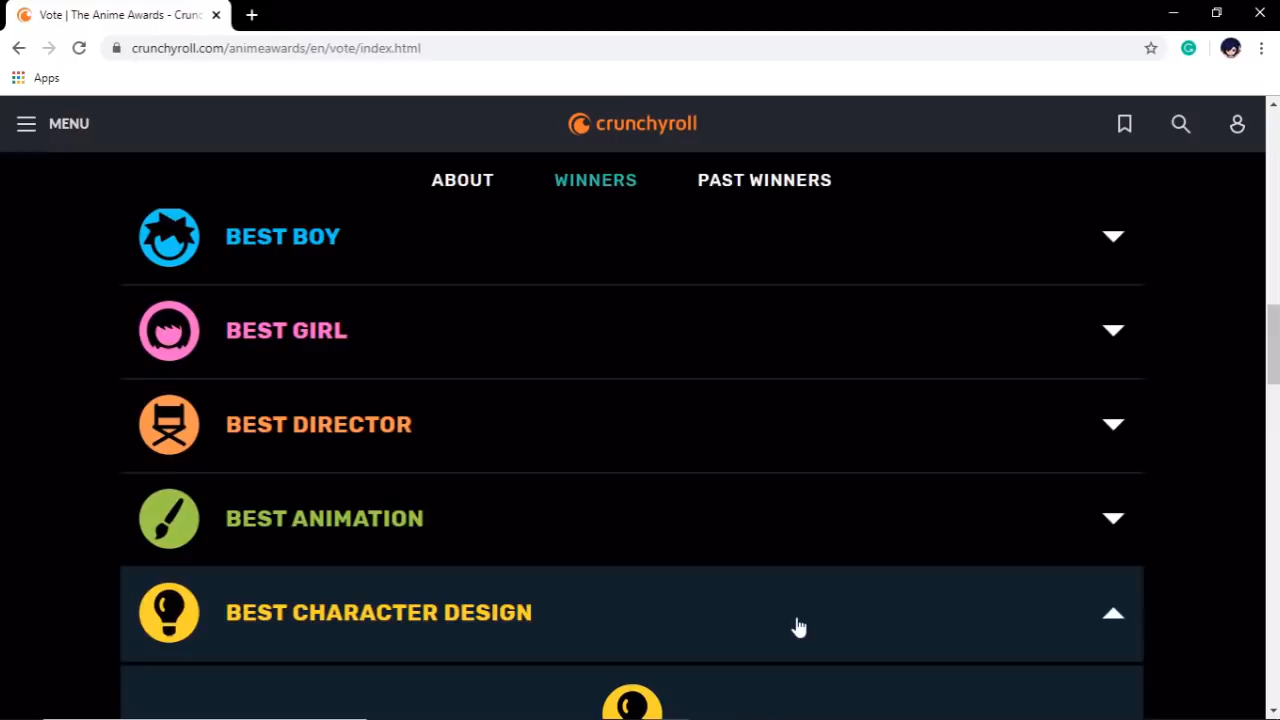 Vote | The Anime Awards - Crunc
crunchyroll.com/animeawards/en/vote/index.html
Apps
MENU
crunchyroll
ABOUT
WINNERS
PAST WINNERS
BEST BOY
BEST GIRL
BEST DIRECTOR
BEST ANIMATION
BEST CHARACTER DESIGN